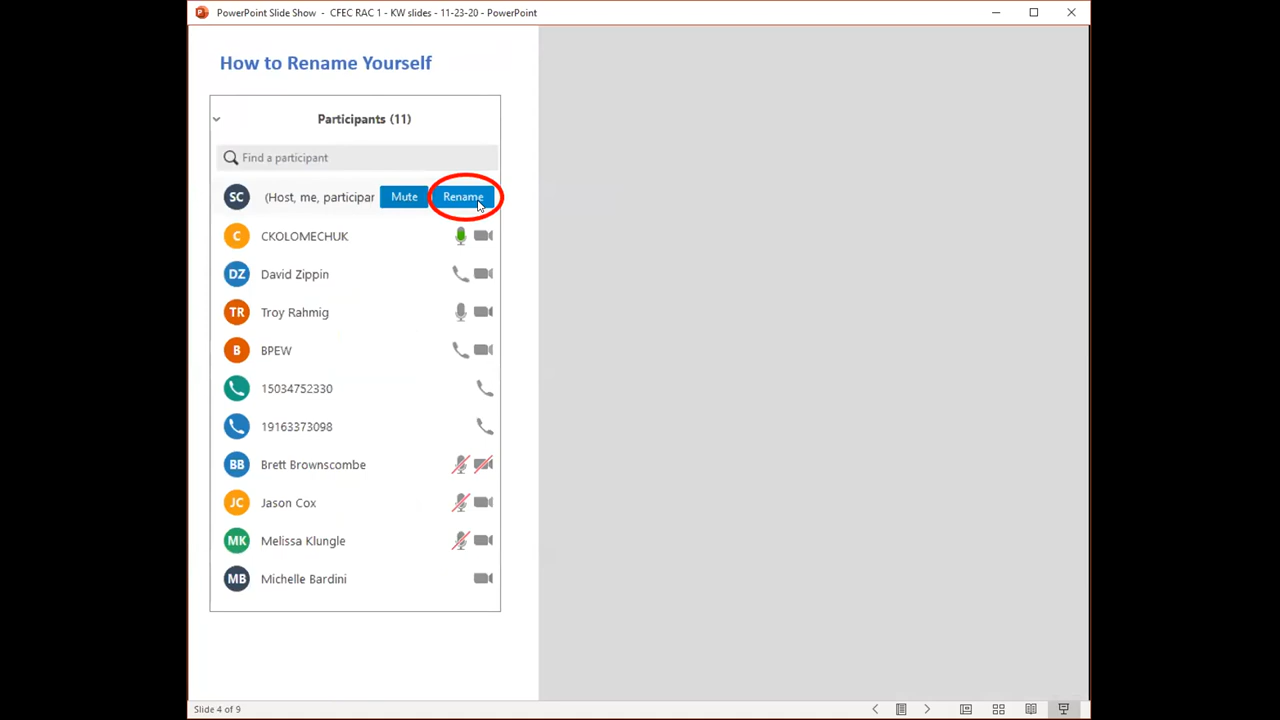 PowerPoint Slide Show - CFEC RAC 1 - KW slides - 11-23-20 - PowerPoint
How to Rename Yourself
Participants (11)
Find a participant
SC (Host, me, participar Mute Rename
C CKOLOMECHUK
DZ David Zippin
TR Troy Rahmig
B BPEW
15034752330
19163373098
BB Brett Brownscombe
JC Jason Cox
MK Melissa Klungle
MB Michelle Bardini
Slide 4 of 9